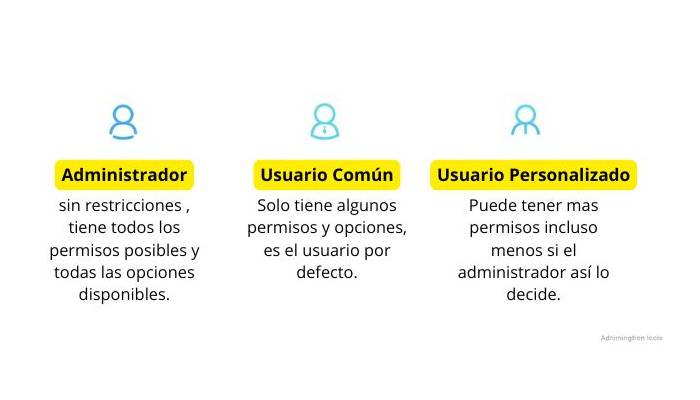 Administrador
sin restricciones ,
tiene todos los
permisos posibles y
todas las opciones
disponibles.
Usuario Común
Solo tiene algunos
permisos y opciones,
es el usuario por
defecto.
Usuario Personalizado
Puede tener mas
permisos incluso
menos si el
administrador así lo
decide.